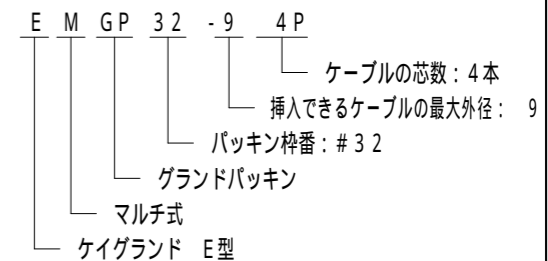 E M GP 32 -9 4P
ケーブルの芯数：4本
挿入できるケーブルの最大外径： 9
パッキン枠番：#32
グランドパッキン
マルチ式
ケイグランド E型